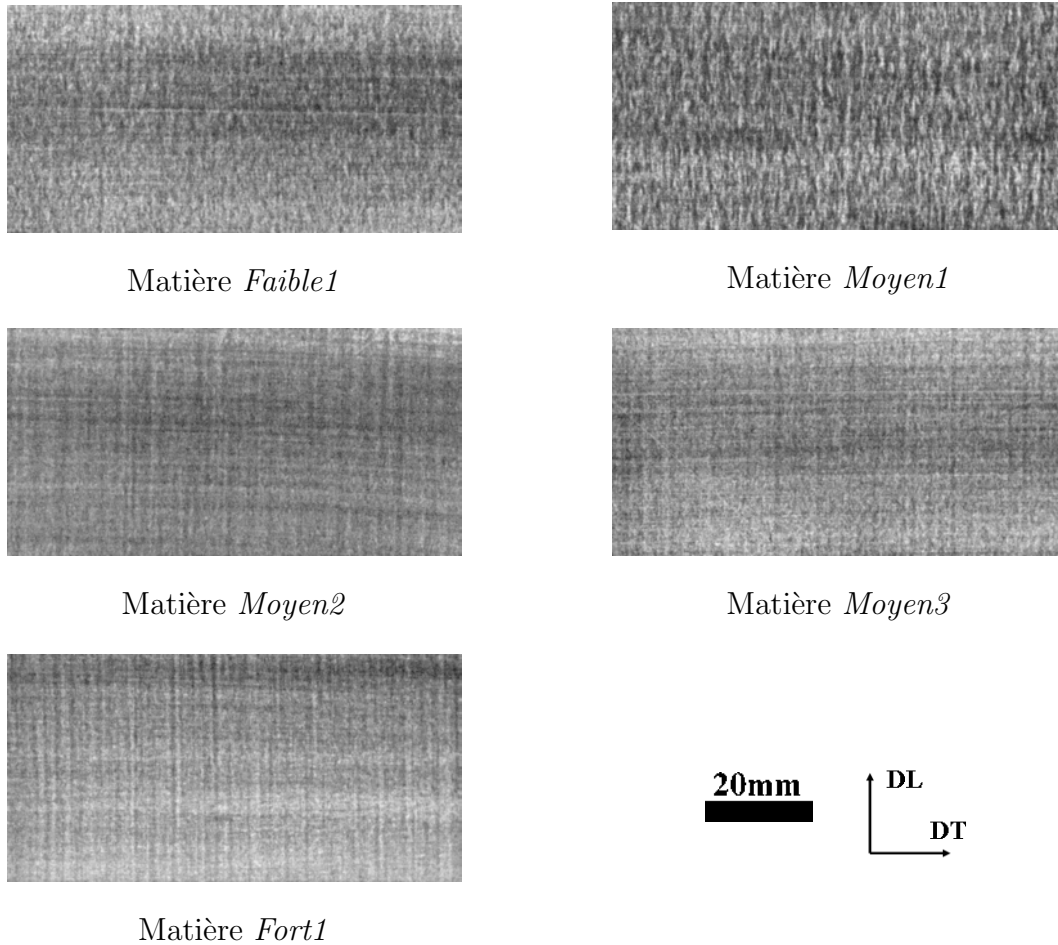 Matière Faible1
Matière Moyen1
Matière Moyen2
Matière Moyen3
20mm
DL
DT
Matière Fort1